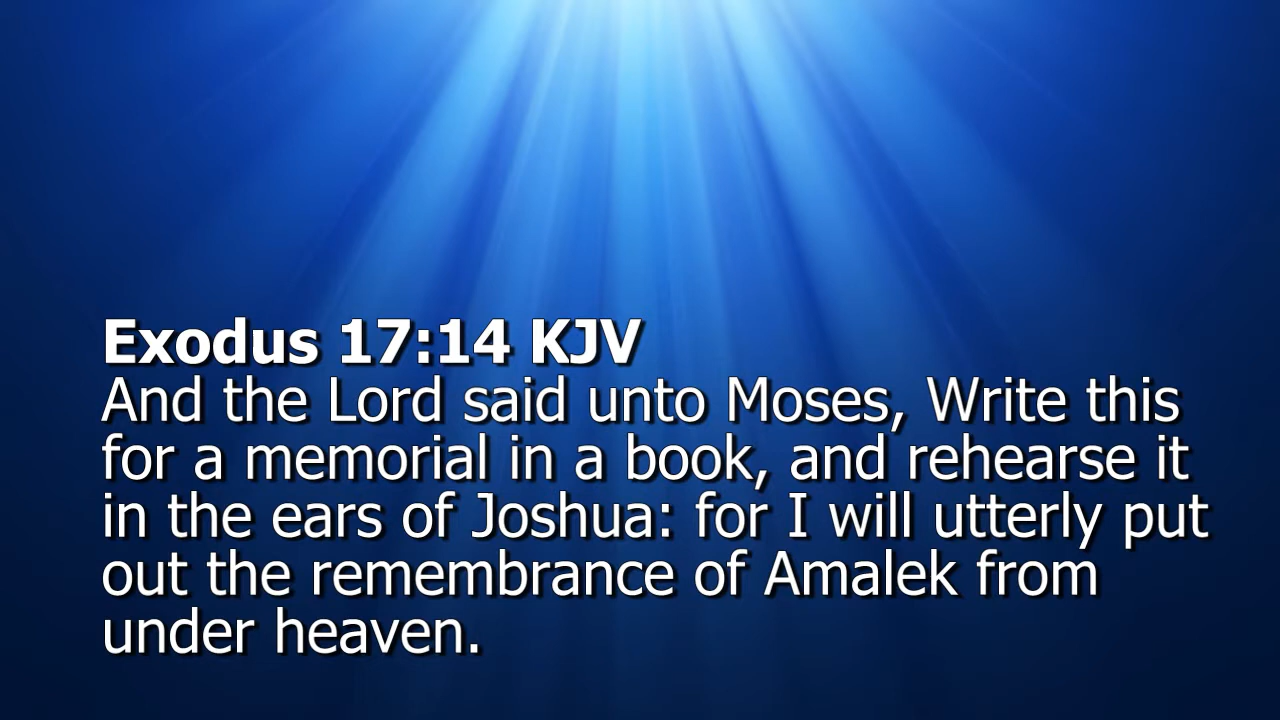 Exodus 17:14 KJV
And the Lord said unto Moses, Write this
for a memorial in a book, and rehearse it
in the ears of Joshua: for I will utterly put
out the remembrance of Amalek from
under heaven.